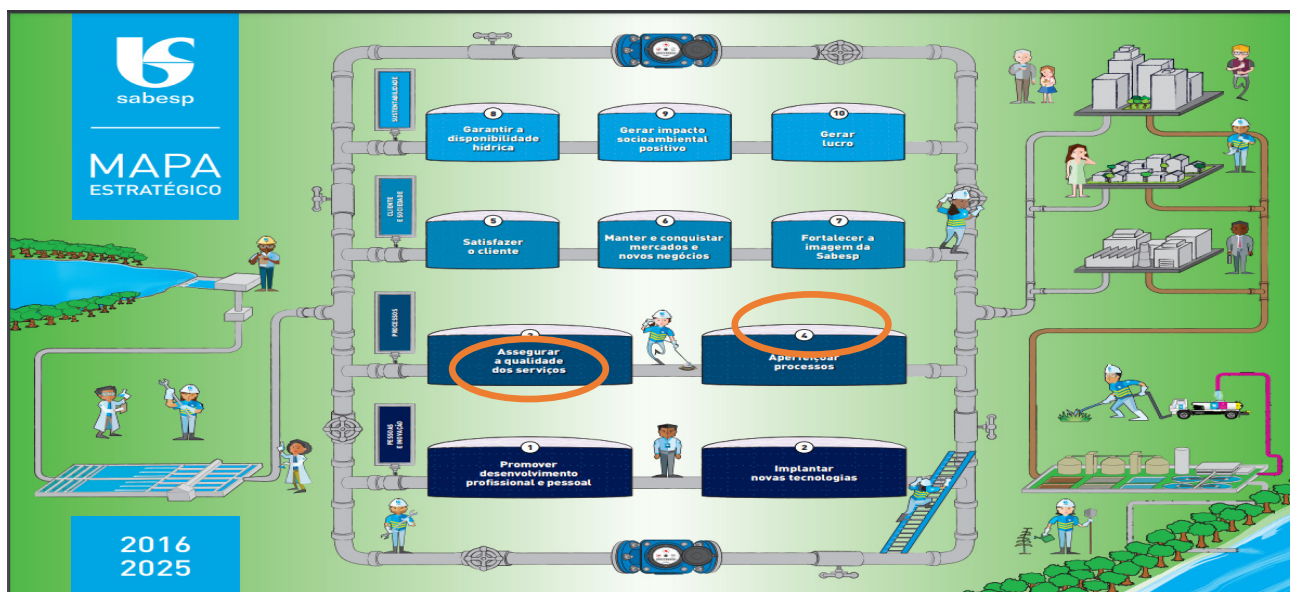 sabesp
MAPA
ESTRATÉGICO
SUSTENTABILIDADE
8
Garantir a
disponibilidade
hídrica
9
Gerar impacto
socioambiental
positivo
10
Gerar
lucro
CLIENTE
E SOCIEDADE
5
Satisfazer
o cliente
6
Manter e conquistar
mercados e
novos negócios
7
Fortalecer a
imagem da
Sabesp
PROCESSOS
3
Assegurar
a qualidade
dos serviços
4
Aperfeiçoar
processos
PESSOAS
E INOVAÇÃO
1
Promover
desenvolvimento
profissional e pessoal
2
Implantar
novas tecnologias
2016
2025